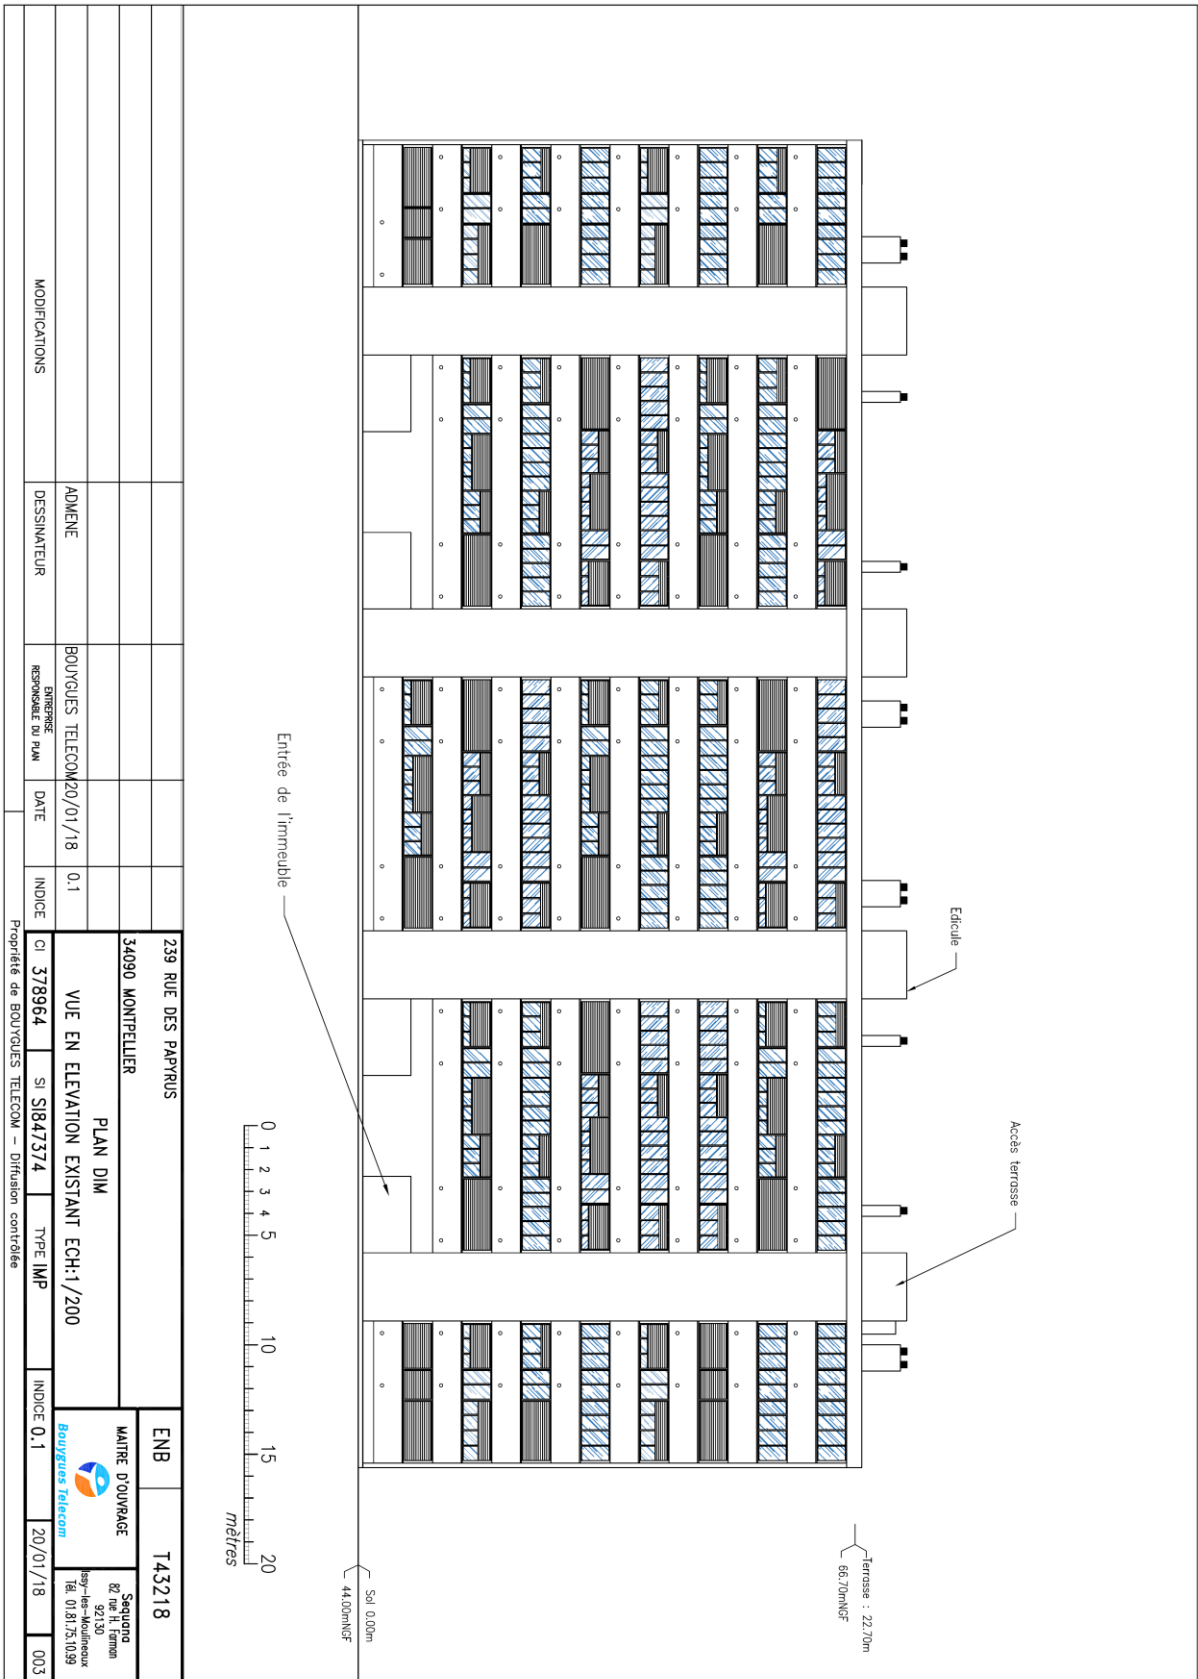 Edicule
Accès terrasse
Entrée de l'immeuble
Terrasse : 22.70m
66.70mNGF
Sol 0.00m
44.00mNGF
0 1 2 3 4 5 10 15 20
mètres
239 RUE DES PAPYRUS
34090 MONTPELLIER
ENB
T43218
PLAN DIM
VUE EN ELEVATION EXISTANT ECH:1/200
MAITRE D'OUVRAGE
Bouygues Telecom
Sequana
82 rue H. Farman
92130
Issy-les-Moulineaux
Tél. 01.81.75.10.99
ADMENE BOUYGUES TELECOM 20/01/18 0.1
MODIFICATIONS DESSINATEUR ENTREPRISE RESPONSABLE DU PLAN DATE INDICE
CI 378964 SI SI847374 TYPE IMP INDICE 0.1 20/01/18 003
Propriété de BOUYGUES TELECOM – Diffusion contrôlée